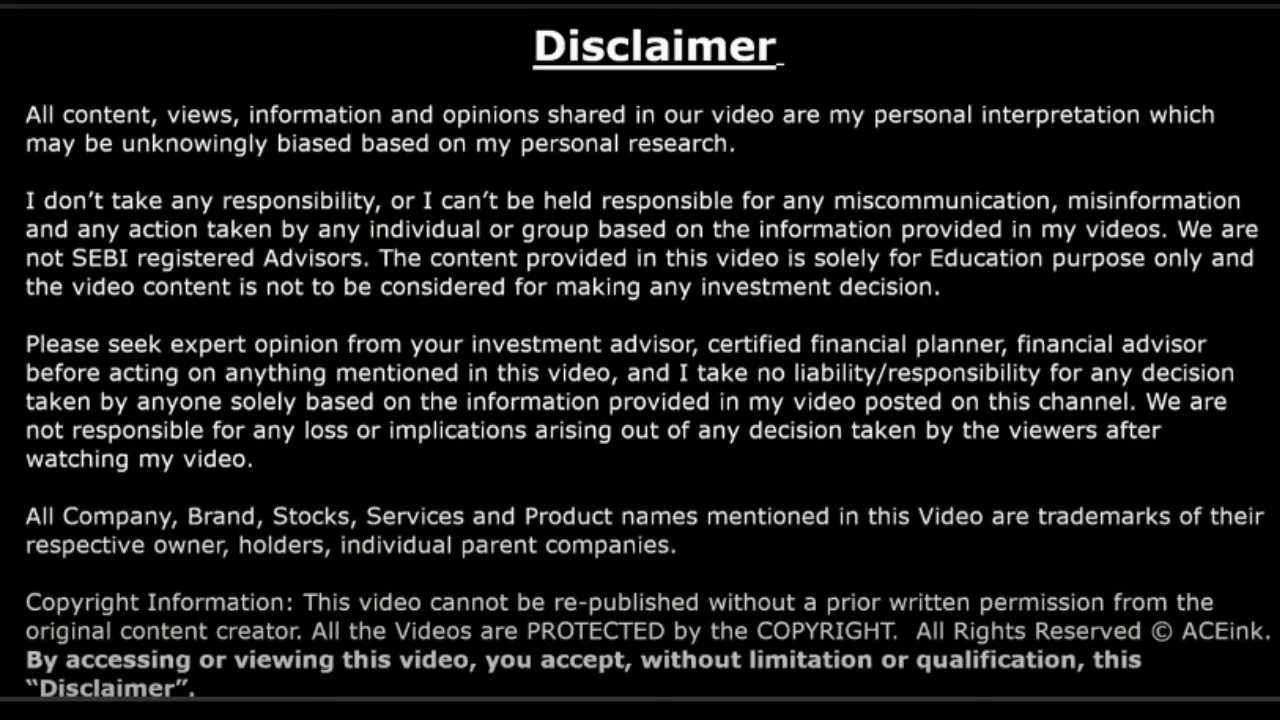 Disclaimer
All content, views, information and opinions shared in our video are my personal interpretation which
may be unknowingly biased based on my personal research.
I don’t take any responsibility, or I can’t be held responsible for any miscommunication, misinformation
and any action taken by any individual or group based on the information provided in my videos. We are
not SEBI registered Advisors. The content provided in this video is solely for Education purpose only and
the video content is not to be considered for making any investment decision.
Please seek expert opinion from your investment advisor, certified financial planner, financial advisor
before acting on anything mentioned in this video, and I take no liability/responsibility for any decision
taken by anyone solely based on the information provided in my video posted on this channel. We are
not responsible for any loss or implications arising out of any decision taken by the viewers after
watching my video.
All Company, Brand, Stocks, Services and Product names mentioned in this Video are trademarks of their
respective owner, holders, individual parent companies.
Copyright Information: This video cannot be re-published without a prior written permission from the
original content creator. All the Videos are PROTECTED by the COPYRIGHT.  All Rights Reserved © ACEink.
By accessing or viewing this video, you accept, without limitation or qualification, this
“Disclaimer”.